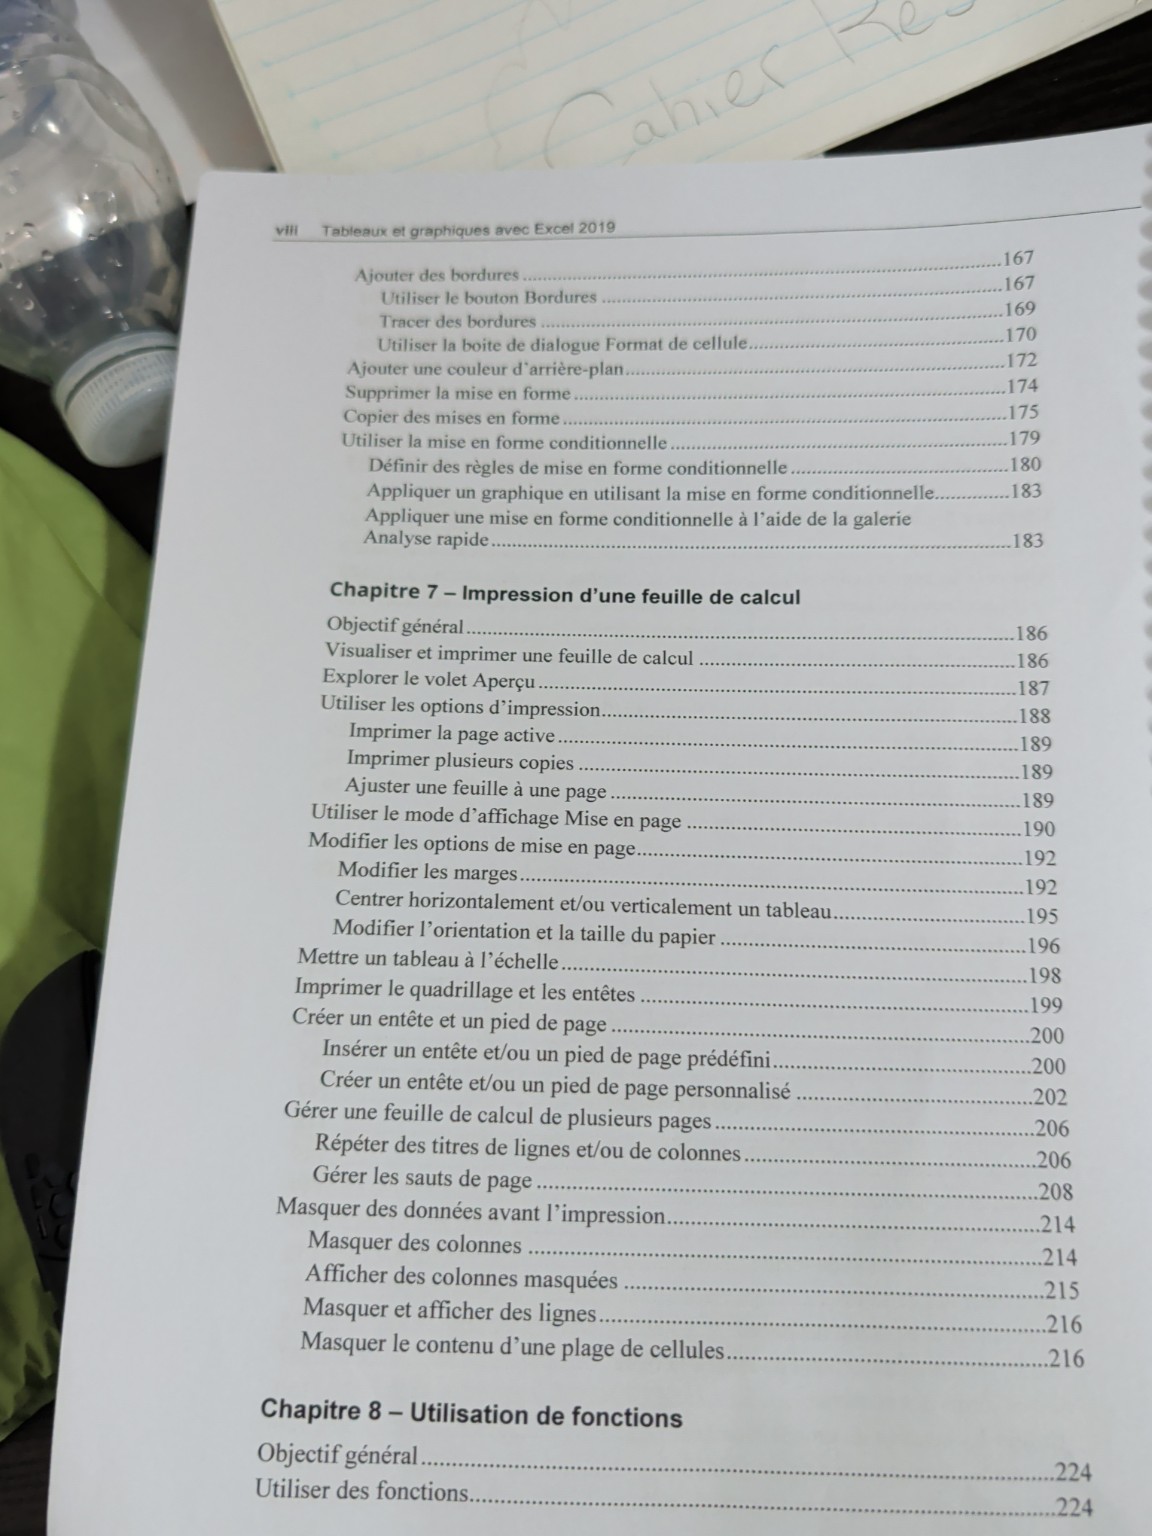 Cahier
viii Tableaux et graphiques avec Excel 2019
Ajouter des bordures ........167
Utiliser le bouton Bordures ........167
Tracer des bordures ........169
Utiliser la boîte de dialogue Format de cellule........170
Ajouter une couleur d'arrière-plan........172
Supprimer la mise en forme ........174
Copier des mises en forme ........175
Utiliser la mise en forme conditionnelle ........179
Définir des règles de mise en forme conditionnelle ........180
Appliquer un graphique en utilisant la mise en forme conditionnelle........183
Appliquer une mise en forme conditionnelle à l'aide de la galerie
Analyse rapide ........183
Chapitre 7 – Impression d'une feuille de calcul
Objectif général ........186
Visualiser et imprimer une feuille de calcul ........186
Explorer le volet Aperçu ........187
Utiliser les options d'impression........188
Imprimer la page active ........189
Imprimer plusieurs copies ........189
Ajuster une feuille à une page ........189
Utiliser le mode d'affichage Mise en page ........190
Modifier les options de mise en page........192
Modifier les marges ........192
Centrer horizontalement et/ou verticalement un tableau........195
Modifier l'orientation et la taille du papier ........196
Mettre un tableau à l'échelle ........198
Imprimer le quadrillage et les entêtes ........199
Créer un entête et un pied de page ........200
Insérer un entête et/ou un pied de page prédéfini........200
Créer un entête et/ou un pied de page personnalisé ........202
Gérer une feuille de calcul de plusieurs pages ........206
Répéter des titres de lignes et/ou de colonnes ........206
Gérer les sauts de page ........208
Masquer des données avant l'impression........214
Masquer des colonnes ........214
Afficher des colonnes masquées ........215
Masquer et afficher des lignes ........216
Masquer le contenu d'une plage de cellules........216
Chapitre 8 – Utilisation de fonctions
Objectif général ........224
Utiliser des fonctions........224